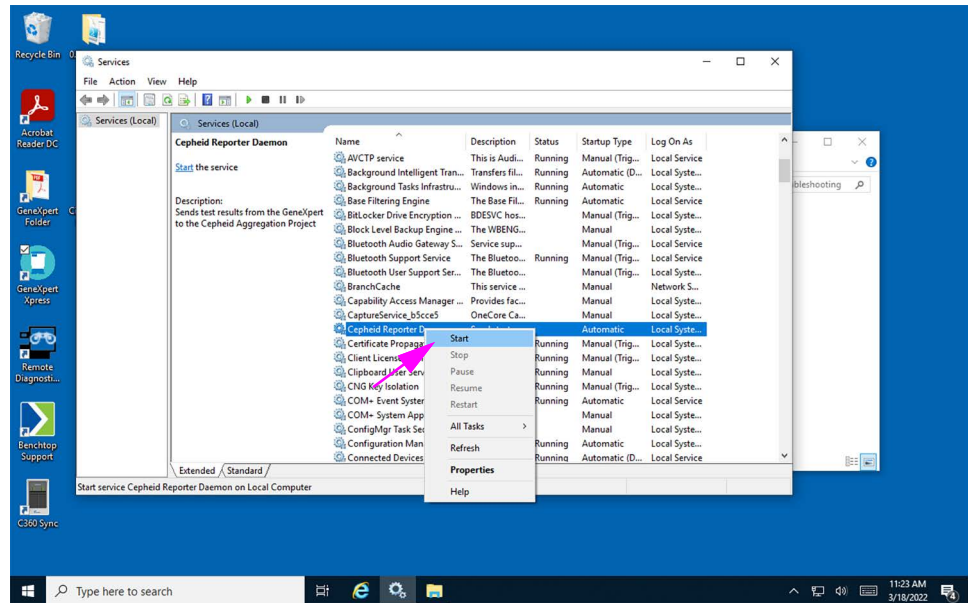 Recycle Bin
0.
Acrobat
Reader DC
GeneXpert
Folder
C
GeneXpert
Xpress
Remote
Diagnosti...
Benchtop
Support
C360 Sync
Services
File Action View Help
Services (Local)
Services (Local)
Cepheid Reporter Daemon
Start the service
Description:
Sends test results from the GeneXpert
to the Cepheid Aggregation Project
Name Description Status Startup Type Log On As
AVCTP service This is Audi... Running Manual (Trig... Local Service
Background Intelligent Tran... Transfers fil... Running Automatic (D... Local Syste...
Background Tasks Infrastru... Windows in... Running Automatic Local Syste...
Base Filtering Engine The Base Fil... Running Automatic Local Service
BitLocker Drive Encryption ... BDESVC hos... Manual (Trig... Local Syste...
Block Level Backup Engine ... The WBENG... Manual Local Syste...
Bluetooth Audio Gateway S... Service sup... Manual (Trig... Local Service
Bluetooth Support Service The Bluetoo... Running Manual (Trig... Local Service
Bluetooth User Support Ser... The Bluetoo... Manual (Trig... Local Syste...
BranchCache This service ... Manual Network S...
Capability Access Manager ... Provides fac... Manual Local Syste...
CaptureService_b5cce5 OneCore Ca... Manual Local Syste...
Cepheid Reporter D Automatic Local Syste...
Certificate Propaga Running Manual (Trig... Local Syste...
Client License Manual (Trig... Local Syste...
Clipboard User Serv Running Manual Local Syste...
CNG Key Isolation Running Manual (Trig... Local Syste...
COM+ Event System Running Automatic Local Service
COM+ System App Manual Local Syste...
ConfigMgr Task Se Manual Local Syste...
Configuration Man Running Automatic Local Syste...
Connected Devices Running Automatic (D... Local Service
Start
Stop
Pause
Resume
Restart
All Tasks
Refresh
Properties
Help
Extended Standard
Start service Cepheid Reporter Daemon on Local Computer
bleshooting
Type here to search
11:23 AM
3/18/2022
4